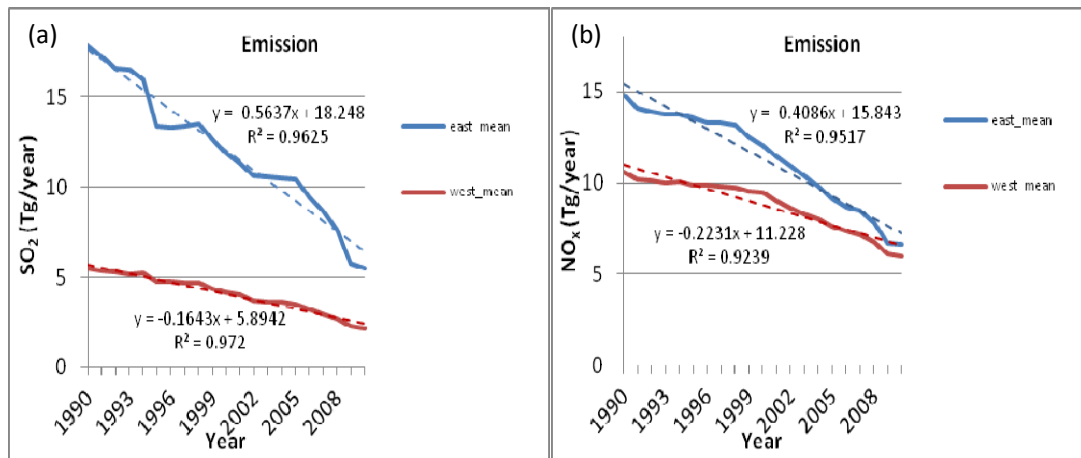 (a)
Emission
SO2 (Tg/year)
15
10
5
0
y = 0.5637x + 18.248
R² = 0.9625
y = -0.1643x + 5.8942
R² = 0.972
east_mean
west_mean
1990
1993
1996
1999
2002
2005
2008
Year
(b)
Emission
NOx (Tg/year)
15
10
5
0
y = 0.4086x + 15.843
R² = 0.9517
y = -0.2231x + 11.228
R² = 0.9239
east_mean
west_mean
1990
1993
1996
1999
2002
2005
2008
Year